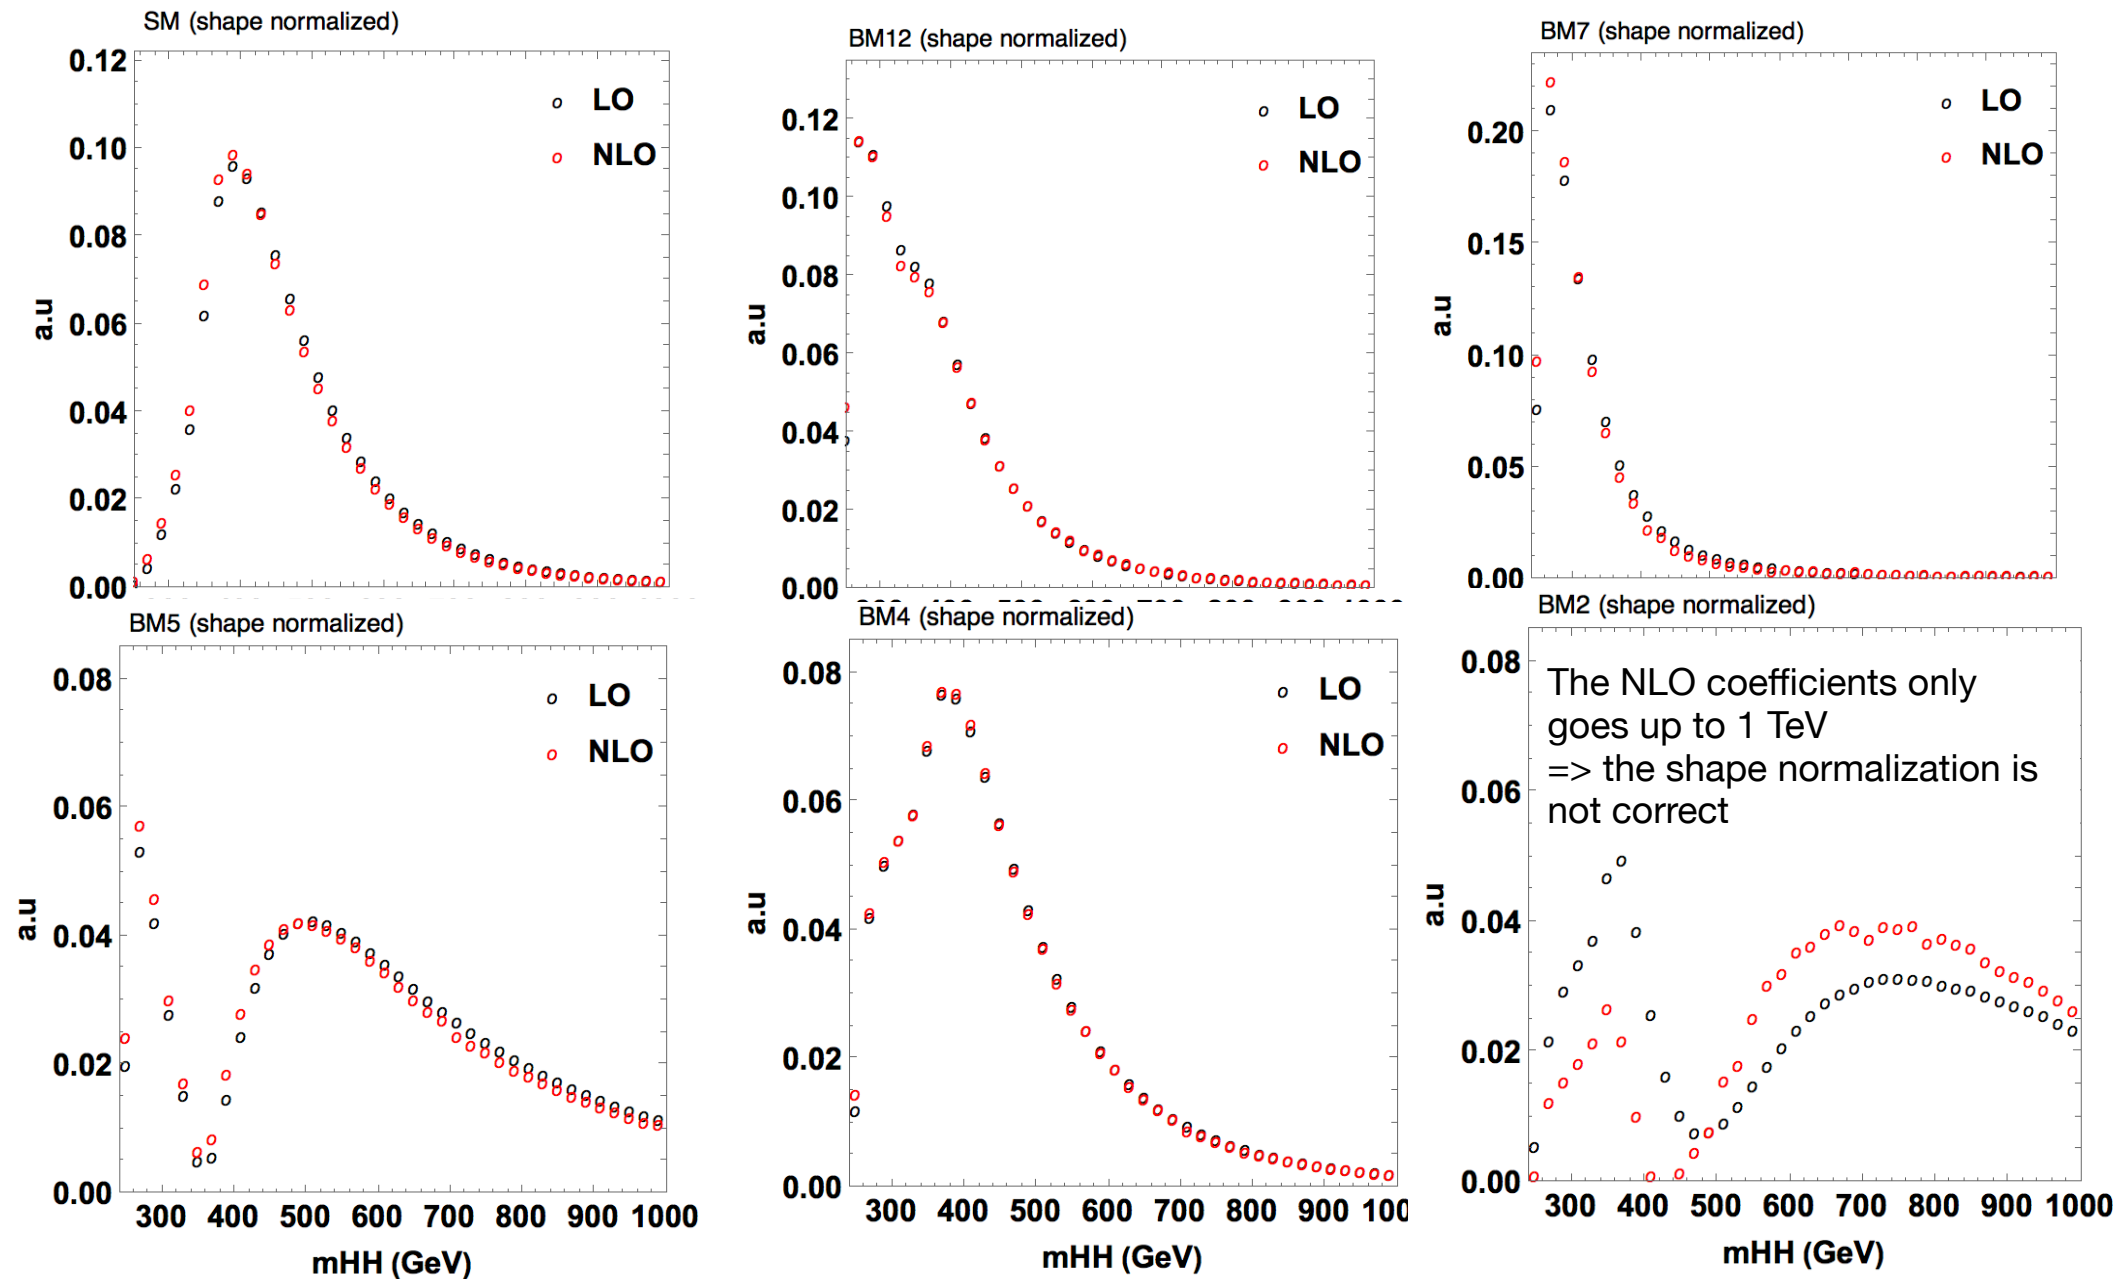 SM (shape normalized)
0.12
0.10
0.08
0.06
0.04
0.02
0.00
a.u
LO
NLO
BM12 (shape normalized)
0.12
0.10
0.08
0.06
0.04
0.02
0.00
a.u
LO
NLO
BM7 (shape normalized)
0.20
0.15
0.10
0.05
0.00
a.u
LO
NLO
BM5 (shape normalized)
0.08
0.06
0.04
0.02
0.00
a.u
LO
NLO
300 400 500 600 700 800 900 1000
mHH (GeV)
BM4 (shape normalized)
0.08
0.06
0.04
0.02
0.00
a.u
LO
NLO
300 400 500 600 700 800 900 100
mHH (GeV)
BM2 (shape normalized)
The NLO coefficients only
goes up to 1 TeV
=> the shape normalization is
not correct
0.08
0.06
0.04
0.02
0.00
a.u
300 400 500 600 700 800 900 1000
mHH (GeV)